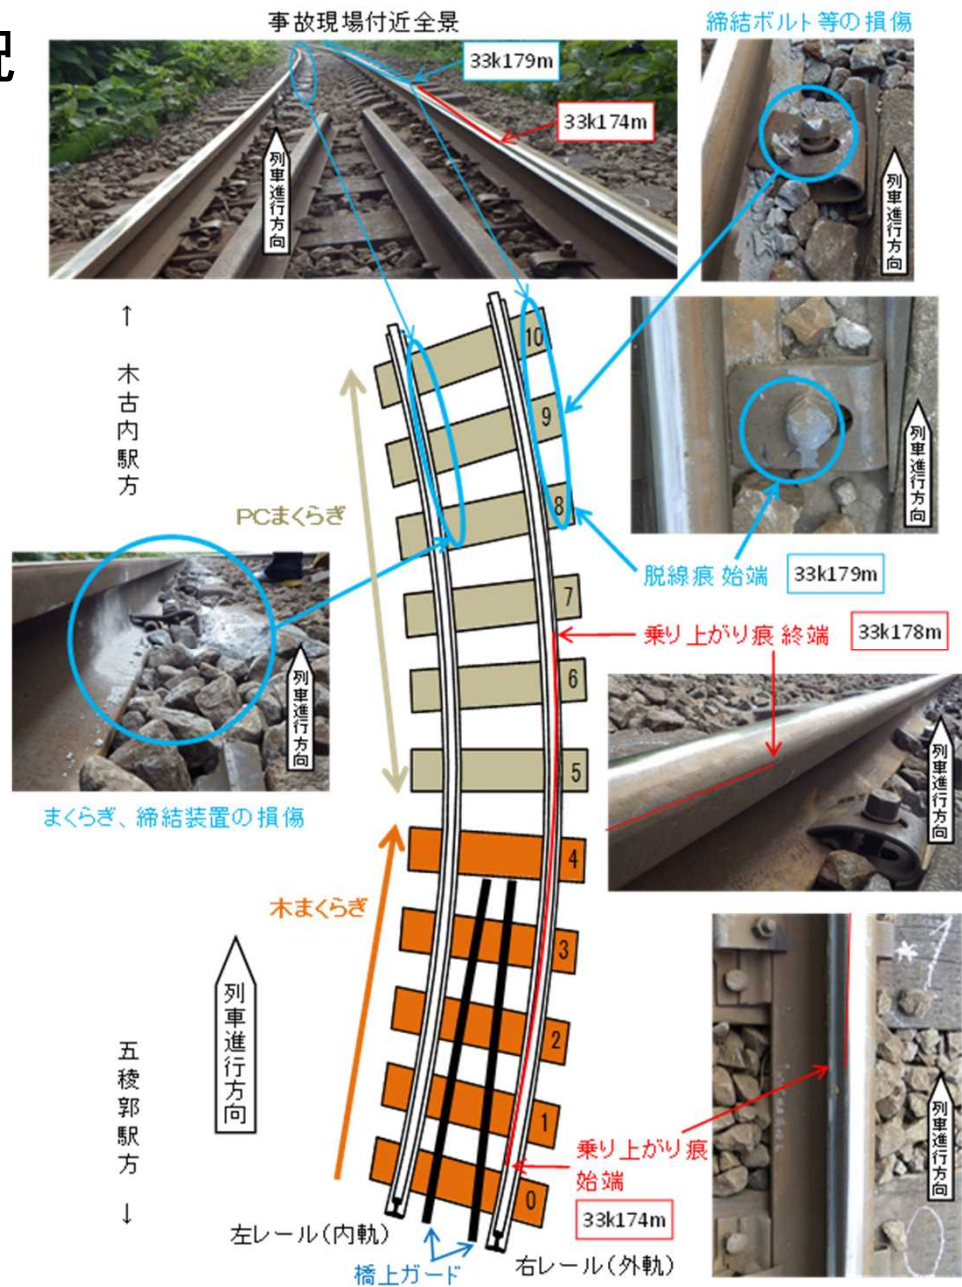 況
事故現場付近全景
締結ボルト等の損傷
33k179m
33k174m
列車進行方向
列車進行方向
↑
木古内駅方
10
9
8
7
6
5
4
3
2
1
0
PCまくらぎ
列車進行方向
脱線痕 始端
33k179m
乗り上がり痕 終端
33k178m
列車進行方向
まくらぎ、締結装置の損傷
列車進行方向
木まくらぎ
列車進行方向
五稜郭駅方
↓
列車進行方向
乗り上がり痕
始端
33k174m
左レール(内軌)
橋上ガード
右レール(外軌)